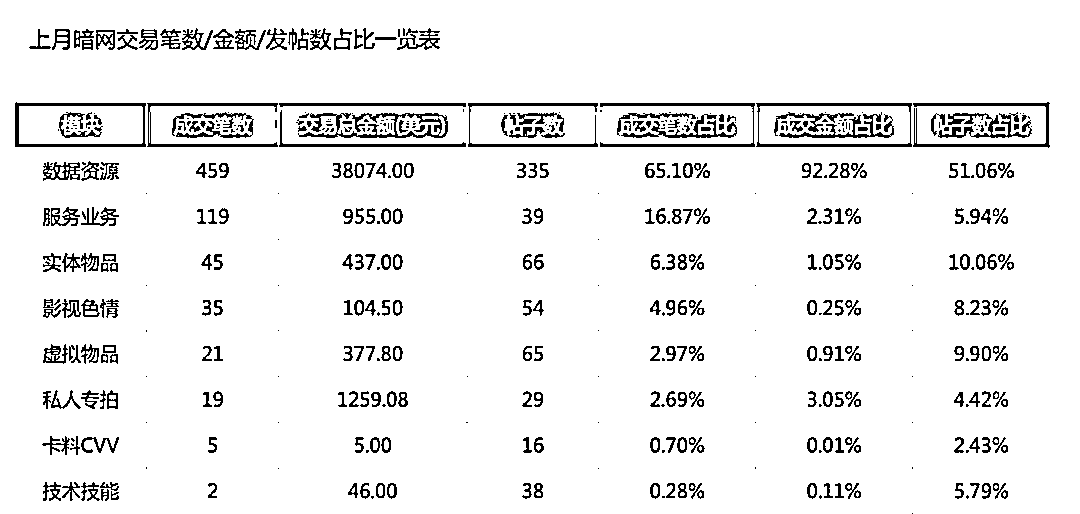 上月暗网交易笔数/金额/发帖数占比一览表
模块 成交笔数 交易总金额(美元) 帖子数 成交笔数占比 成交金额占比 帖子数占比
数据资源 459 38074.00 335 65.10% 92.28% 51.06%
服务业务 119 955.00 39 16.87% 2.31% 5.94%
实体物品 45 437.00 66 6.38% 1.05% 10.06%
影视色情 35 104.50 54 4.96% 0.25% 8.23%
虚拟物品 21 377.80 65 2.97% 0.91% 9.90%
私人专拍 19 1259.08 29 2.69% 3.05% 4.42%
卡料CVV 5 5.00 16 0.70% 0.01% 2.43%
技术技能 2 46.00 38 0.28% 0.11% 5.79%